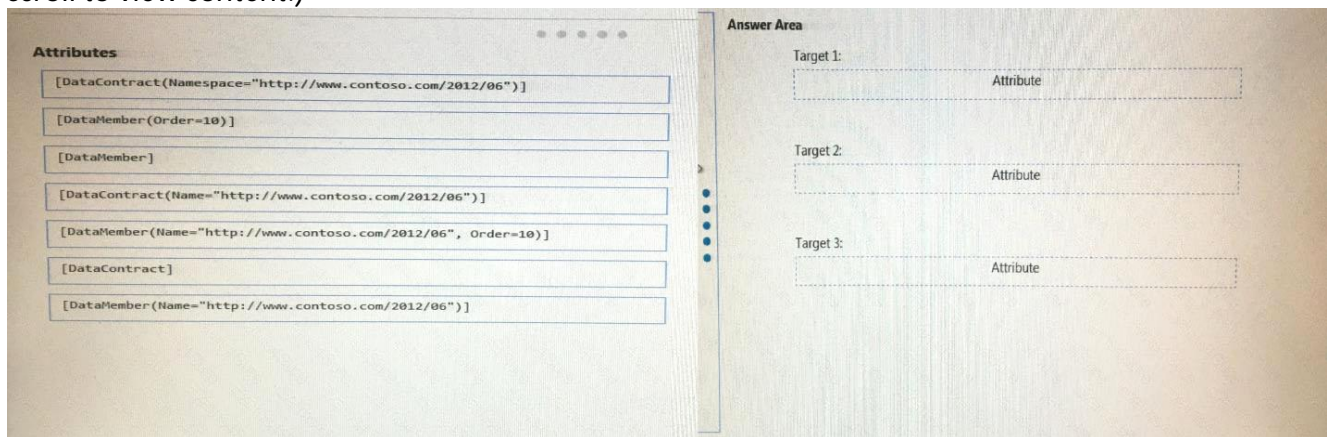 scroll to view content.)
Attributes
[DataContract(Namespace="http://www.contoso.com/2012/06")]
[DataMember(Order=10)]
[DataMember]
[DataContract(Name="http://www.contoso.com/2012/06")]
[DataMember(Name="http://www.contoso.com/2012/06", Order=10)]
[DataContract]
[DataMember(Name="http://www.contoso.com/2012/06")]
Answer Area
Target 1:
Attribute
Target 2:
Attribute
Target 3:
Attribute